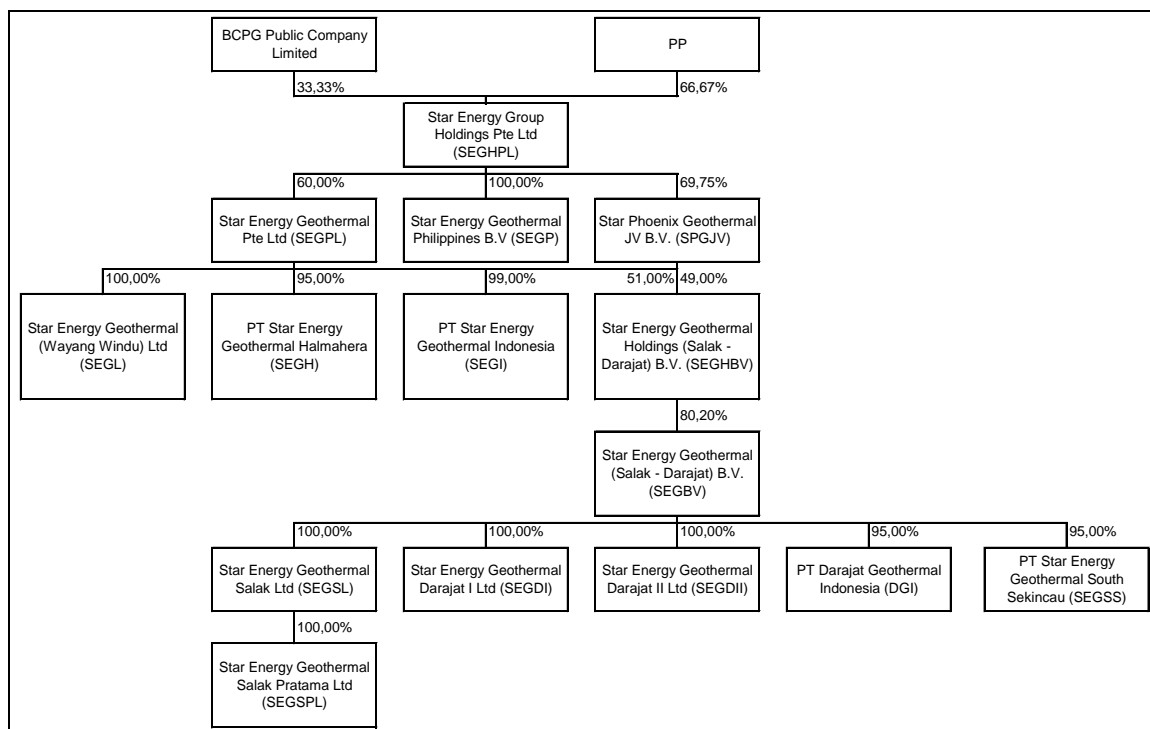 BCPG Public Company
Limited
PP
33,33%
66,67%
Star Energy Group
Holdings Pte Ltd
(SEGHPL)
60,00%
100,00%
69,75%
Star Energy Geothermal
Pte Ltd (SEGPL)
Star Energy Geothermal
Philippines B.V (SEGP)
Star Phoenix Geothermal
JV B.V. (SPGJV)
100,00%
95,00%
99,00%
51,00%
49,00%
Star Energy Geothermal
(Wayang Windu) Ltd
(SEGL)
PT Star Energy
Geothermal Halmahera
(SEGH)
PT Star Energy
Geothermal Indonesia
(SEGI)
Star Energy Geothermal
Holdings (Salak -
Darajat) B.V. (SEGHBV)
80,20%
Star Energy Geothermal
(Salak - Darajat) B.V.
(SEGBV)
100,00%
100,00%
100,00%
95,00%
95,00%
Star Energy Geothermal
Salak Ltd (SEGSL)
Star Energy Geothermal
Darajat I Ltd (SEGDI)
Star Energy Geothermal
Darajat II Ltd (SEGDII)
PT Darajat Geothermal
Indonesia (DGI)
PT Star Energy
Geothermal South
Sekincau (SEGSS)
100,00%
Star Energy Geothermal
Salak Pratama Ltd
(SEGSPL)